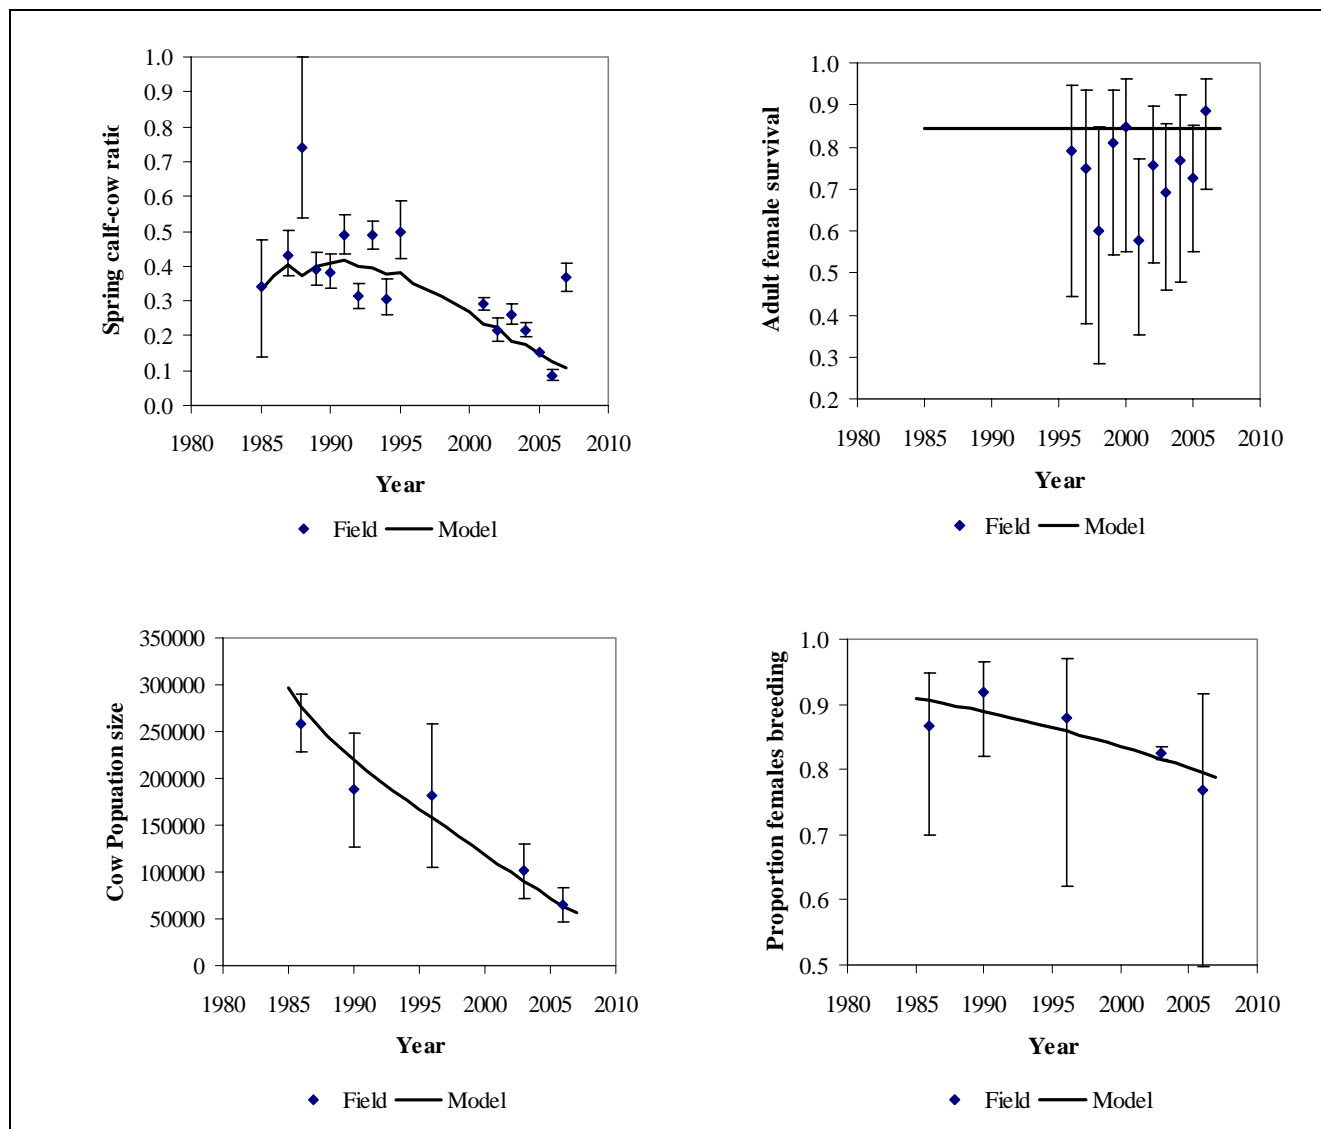 Spring calf-cow ratio
1.0
0.9
0.8
0.7
0.6
0.5
0.4
0.3
0.2
0.1
0.0
1980 1985 1990 1995 2000 2005 2010
Year
Field Model
Adult female survival
1.0
0.9
0.8
0.7
0.6
0.5
0.4
0.3
0.2
1980 1985 1990 1995 2000 2005 2010
Year
Field Model
Cow Popuation size
350000
300000
250000
200000
150000
100000
50000
0
1980 1985 1990 1995 2000 2005 2010
Year
Field Model
Proportion females breeding
1.0
0.9
0.8
0.7
0.6
0.5
1980 1985 1990 1995 2000 2005 2010
Year
Field Model